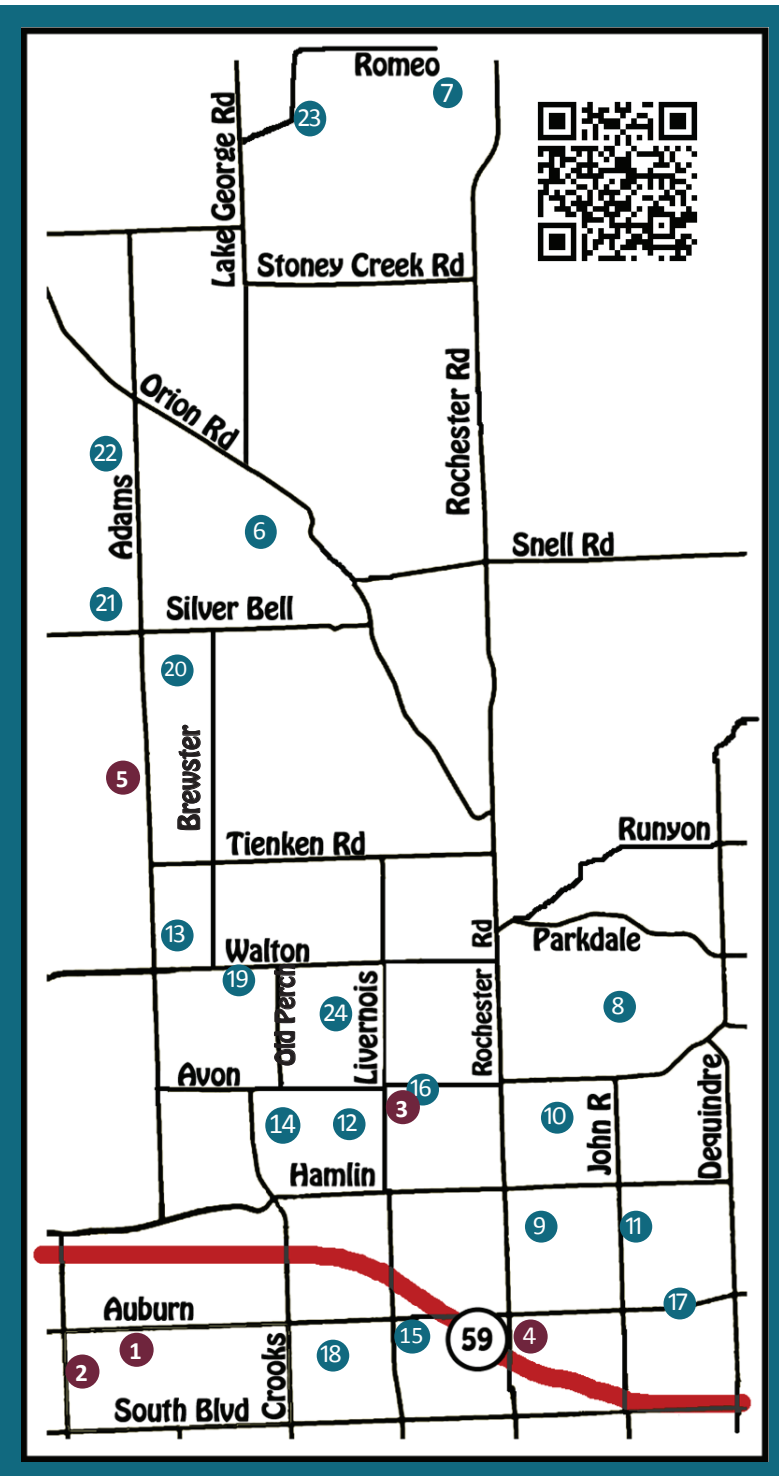 Romeo
7
23
Lake George Rd
Stoney Creek Rd
Orion Rd
Rochester Rd
22
Adams
6
Snell Rd
21
Silver Bell
20
5
Brewster
Tienken Rd
Runyon
13
Walton
Rd
Parkdale
19
Old Perch
24
Livernois
Rochester
8
Avon
16
3
14
12
10
John R
Dequindre
Hamlin
9
11
17
Auburn
1
2
Crooks
18
15
59
4
South Blvd